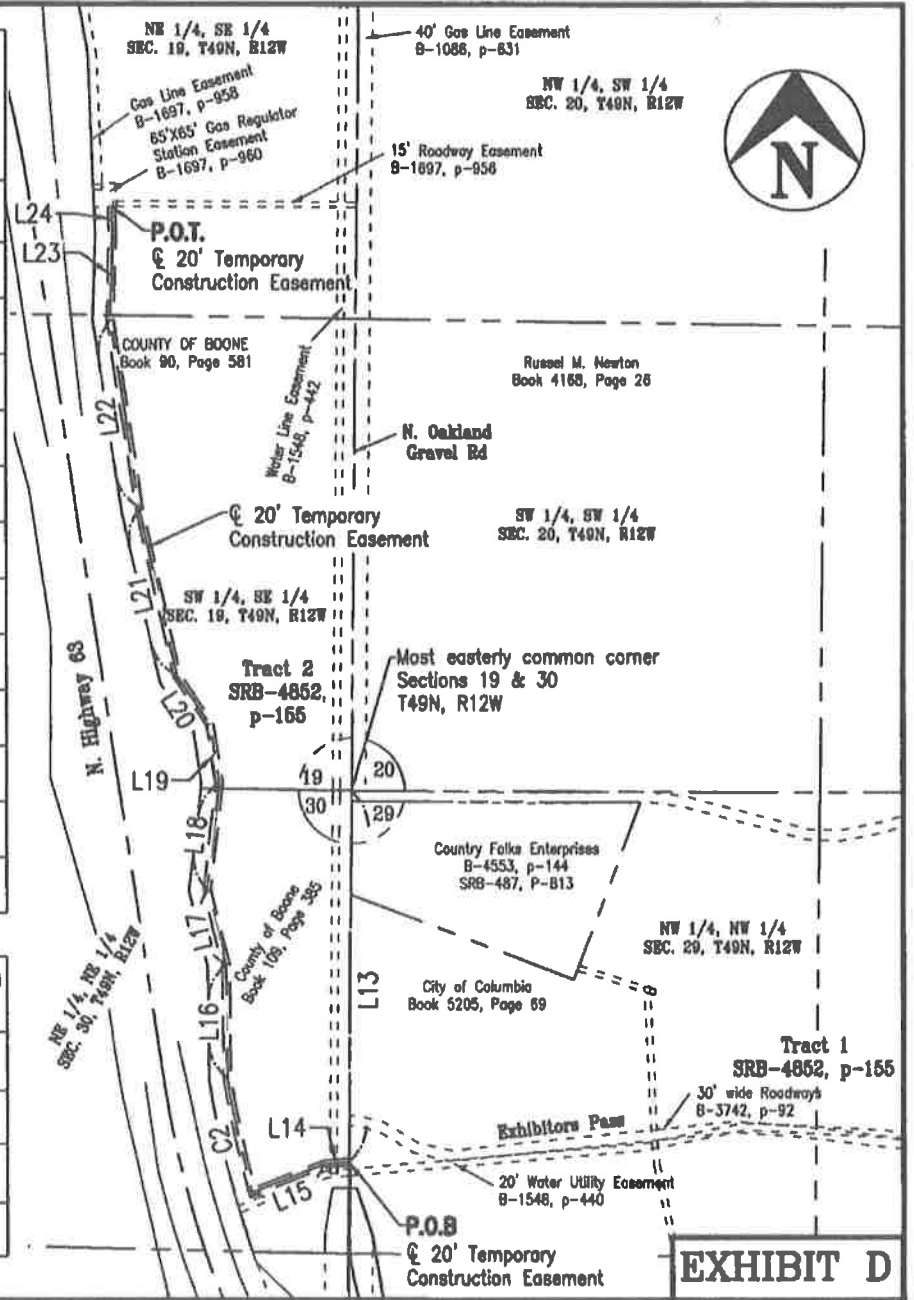 NE 1/4, SE 1/4
SEC. 19, T49N, R12W
40' Gas Line Easement
B-1086, p-631
NW 1/4, SW 1/4
SEC. 20, T49N, R12W
Gas Line Easement
B-1697, p-958
65'X65' Gas Regulator
Station Easement
B-1697, p-960
15' Roadway Easement
B-1697, p-956
N
L24
L23
P.O.T.
℄ 20' Temporary
Construction Easement
COUNTY OF BOONE
Book 90, Page 581
Russel M. Newton
Book 4168, Page 26
L22
Water Line Easement
B-1548, p-442
N. Oakland
Gravel Rd
℄ 20' Temporary
Construction Easement
SW 1/4, SW 1/4
SEC. 20, T49N, R12W
L21
SW 1/4, SE 1/4
SEC. 19, T49N, R12W
N. Highway 63
Tract 2
SRB-4852,
p-155
Most easterly common corner
Sections 19 & 30
T49N, R12W
L20
L19
19
20
30
29
L18
Country Folks Enterprises
B-4553, p-144
SRB-487, P-813
L17
County of Boone
Book 109, Page 385
NW 1/4, NW 1/4
SEC. 29, T49N, R12W
NE 1/4, NE 1/4
SEC. 30, T49N, R12W
L16
L13
City of Columbia
Book 5205, Page 69
Tract 1
SRB-4852, p-155
30' wide Roadways
B-3742, p-92
C2
L14
Exhibitors Pass
L15
20' Water Utility Easement
B-1548, p-440
P.O.B
℄ 20' Temporary
Construction Easement
EXHIBIT D